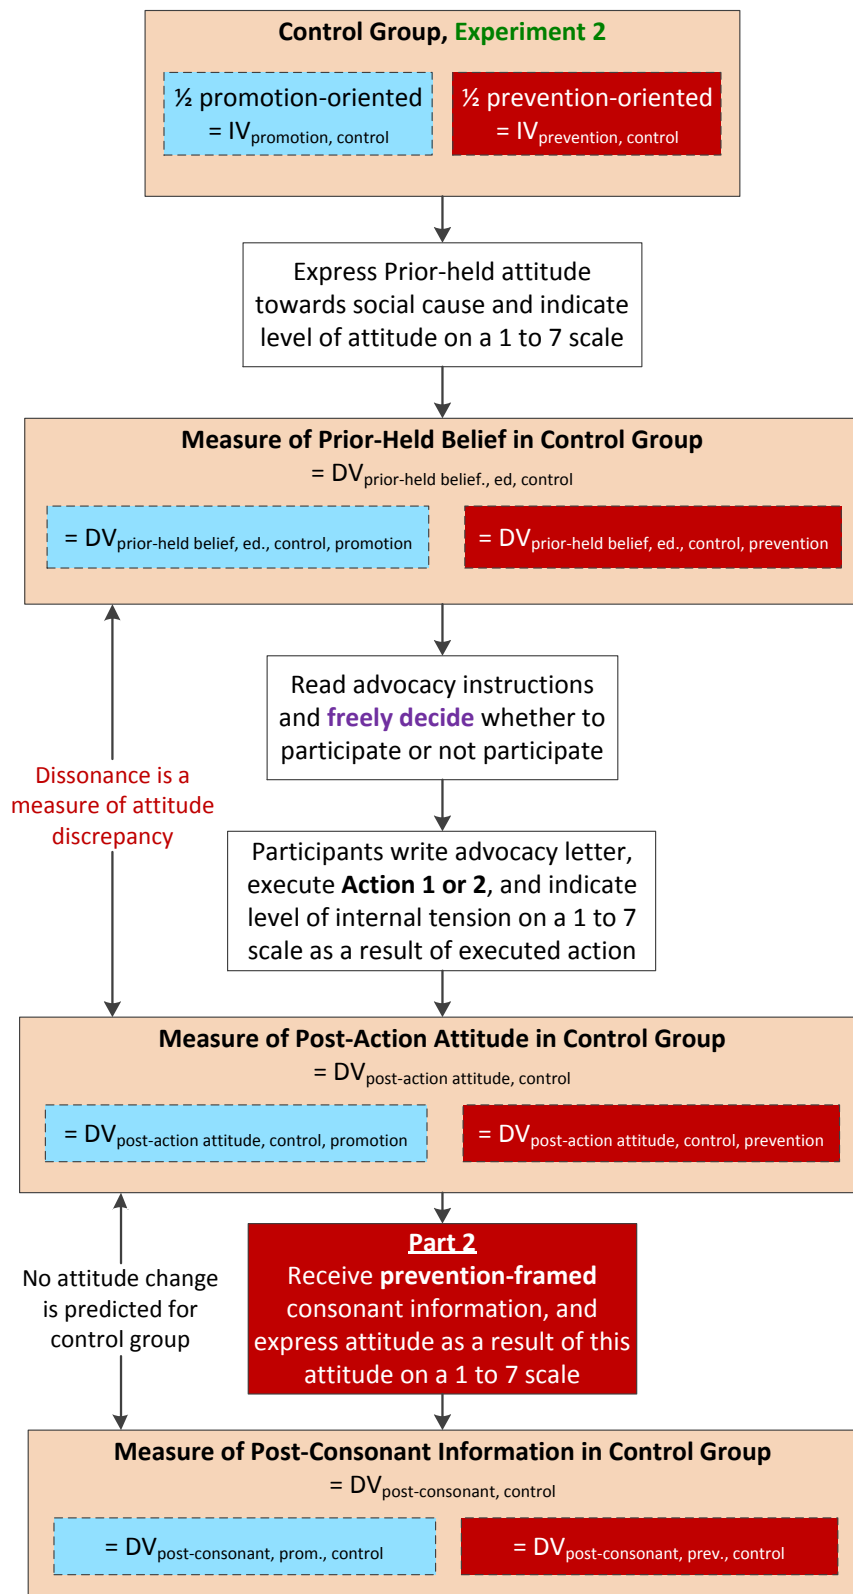 Control Group, Experiment 2
½ promotion-oriented
= IVpromotion, control
½ prevention-oriented
= IVprevention, control
Express Prior-held attitude
towards social cause and indicate
level of attitude on a 1 to 7 scale
Measure of Prior-Held Belief in Control Group
= DVprior-held belief., ed, control
= DVprior-held belief, ed., control, promotion
= DVprior-held belief, ed., control, prevention
Read advocacy instructions
and freely decide whether to
participate or not participate
Dissonance is a
measure of attitude
discrepancy
Participants write advocacy letter,
execute Action 1 or 2, and indicate
level of internal tension on a 1 to 7
scale as a result of executed action
Measure of Post-Action Attitude in Control Group
= DVpost-action attitude, control
= DVpost-action attitude, control, promotion
= DVpost-action attitude, control, prevention
No attitude change
is predicted for
control group
Part 2
Receive prevention-framed
consonant information, and
express attitude as a result of this
attitude on a 1 to 7 scale
Measure of Post-Consonant Information in Control Group
= DVpost-consonant, control
= DVpost-consonant, prom., control
= DVpost-consonant, prev., control